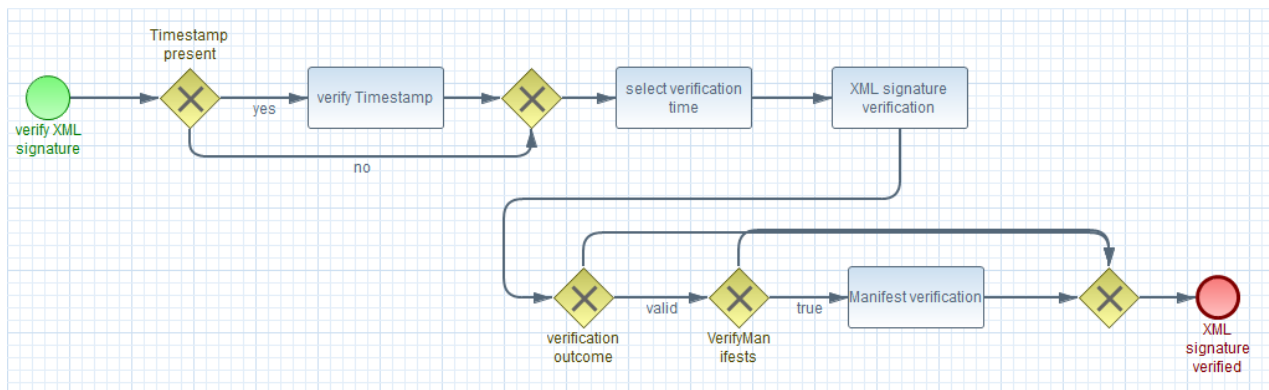 Timestamp
present
verify XML
signature
yes
no
verify Timestamp
select verification
time
XML signature
verification
verification
outcome
valid
VerifyMan
ifests
true
Manifest verification
XML
signature
verified